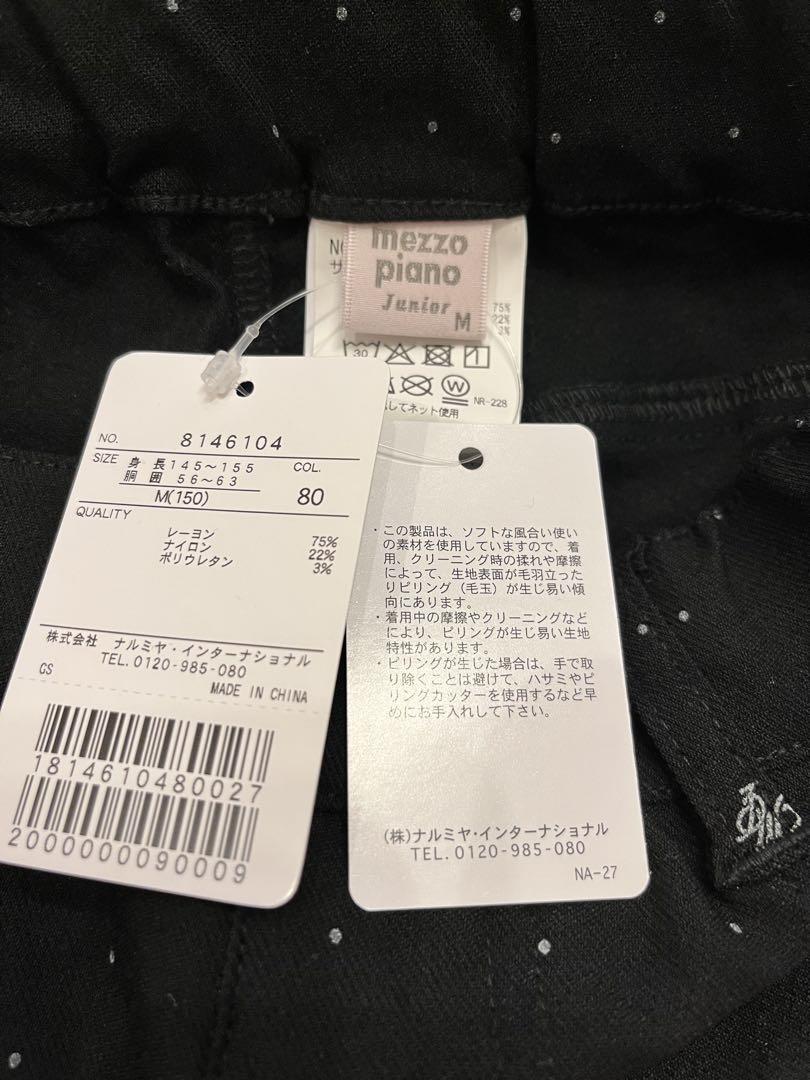 mezzo
piano
Junior
M
75%
22%
3%
30
W
NR-228
してネット使用
NO. 8146104
SIZE 身長145～155 COL.
胴囲 56～63
M(150) 80
QUALITY
レーヨン 75%
ナイロン 22%
ポリウレタン 3%
株式会社 ナルミヤ・インターナショナル
TEL. 0120-985-080
GS MADE IN CHINA
1814610480027
2000000090009
・この製品は、ソフトな風合い使い
の素材を使用していますので、着
用、クリーニング時の揉れや摩擦
によって、生地表面が毛羽立った
りピリング（毛玉）が生じ易い傾
向にあります。
・着用中の摩擦やクリーニングなど
により、ピリングが生じ易い生地
特性があります。
・ピリングが生じた場合は、手で取
り除くことは避けて、ハサミやピ
リングカッターを使用するなど早
めにお手入れして下さい。
(株)ナルミヤ・インターナショナル
TEL. 0120-985-080
NA-27